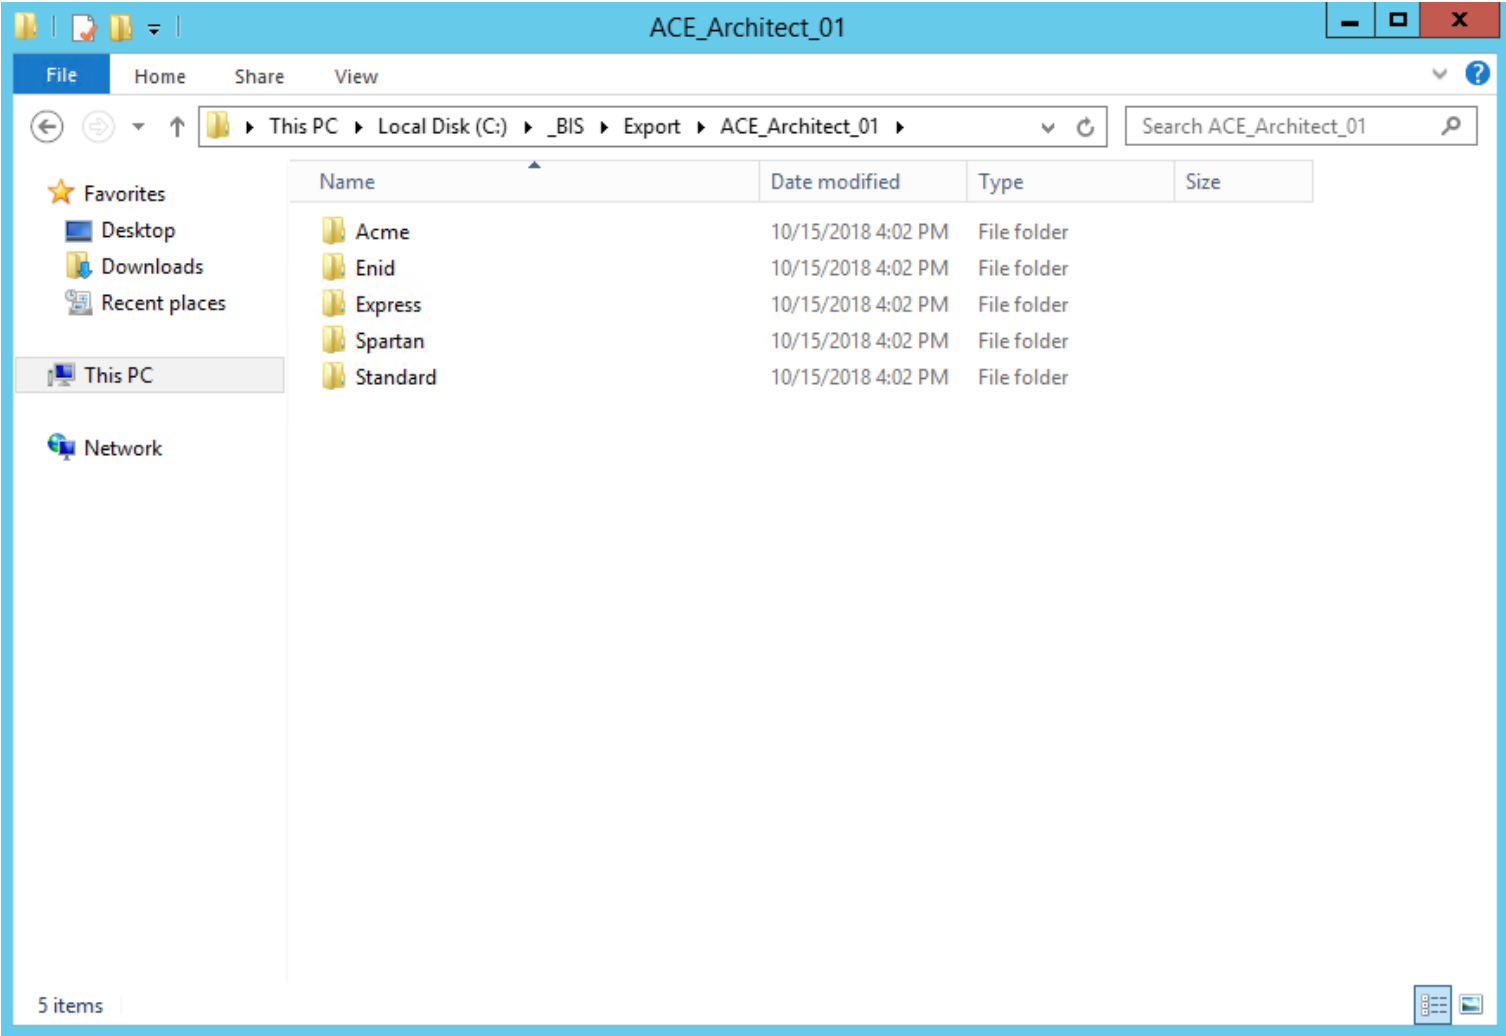 ACE_Architect_01
File Home Share View
This PC Local Disk (C:) _BIS Export ACE_Architect_01 Search ACE_Architect_01
Favorites
Desktop
Downloads
Recent places
This PC
Network
Name Date modified Type Size
Acme 10/15/2018 4:02 PM File folder
Enid 10/15/2018 4:02 PM File folder
Express 10/15/2018 4:02 PM File folder
Spartan 10/15/2018 4:02 PM File folder
Standard 10/15/2018 4:02 PM File folder
5 items